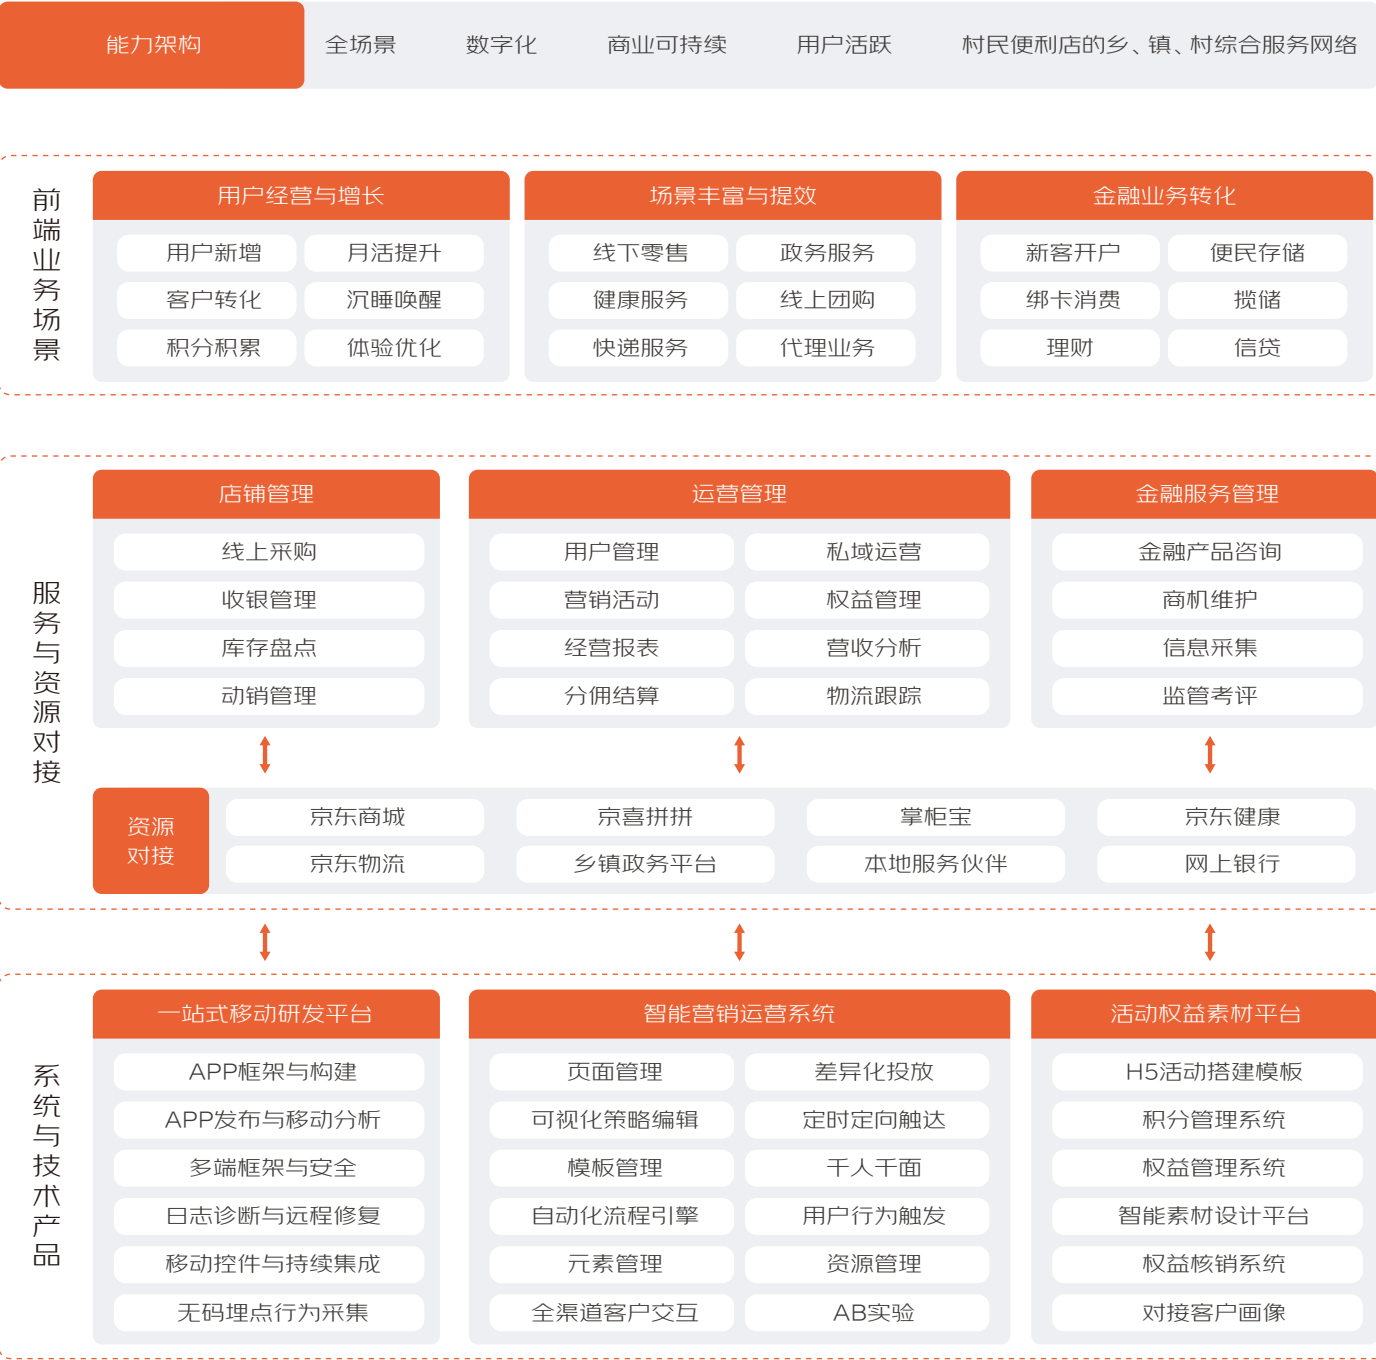 能力架构
全场景
数字化
商业可持续
用户活跃
村民便利店的乡、镇、村综合服务网络
前端业务场景
用户经营与增长
用户新增
月活提升
客户转化
沉睡唤醒
积分积累
体验优化
场景丰富与提效
线下零售
政务服务
健康服务
线上团购
快递服务
代理业务
金融业务转化
新客开户
便民存储
绑卡消费
揽储
理财
信贷
服务与资源对接
店铺管理
线上采购
收银管理
库存盘点
动销管理
运营管理
用户管理
私域运营
营销活动
权益管理
经营报表
营收分析
分佣结算
物流跟踪
金融服务管理
金融产品咨询
商机维护
信息采集
监管考评
资源
对接
京东商城
京喜拼拼
掌柜宝
京东健康
京东物流
乡镇政务平台
本地服务伙伴
网上银行
系统与技术产品
一站式移动研发平台
APP框架与构建
APP发布与移动分析
多端框架与安全
日志诊断与远程修复
移动控件与持续集成
无码埋点行为采集
智能营销运营系统
页面管理
差异化投放
可视化策略编辑
定时定向触达
模板管理
千人千面
自动化流程引擎
用户行为触发
元素管理
资源管理
全渠道客户交互
AB实验
活动权益素材平台
H5活动搭建模板
积分管理系统
权益管理系统
智能素材设计平台
权益核销系统
对接客户画像